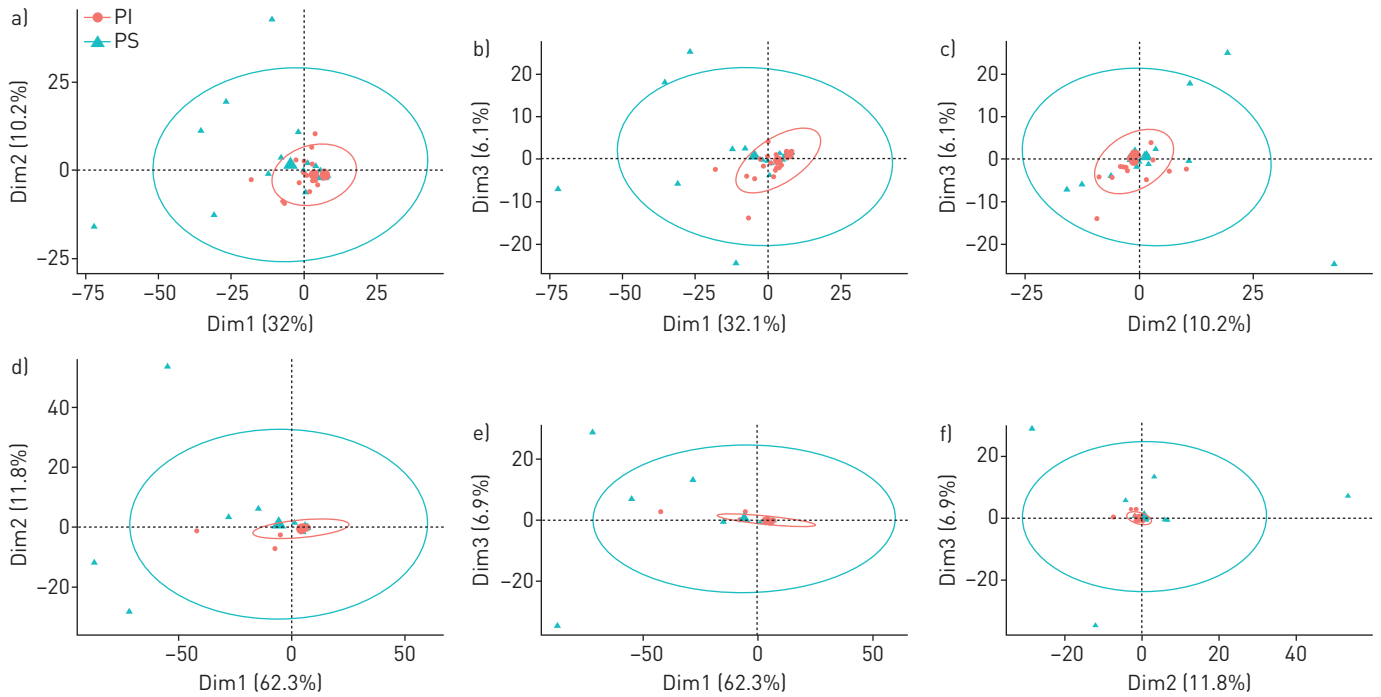 a)
PI
PS
25
0
−25
Dim2 (10.2%)
−75
−50
−25
0
25
Dim1 (32%)
b)
20
10
0
−10
−20
Dim3 (6.1%)
−75
−50
−25
0
25
Dim1 (32.1%)
c)
20
10
0
−10
−20
Dim3 (6.1%)
−25
0
25
Dim2 (10.2%)
d)
40
20
0
−20
Dim2 (11.8%)
−50
0
50
Dim1 (62.3%)
e)
20
0
−20
Dim3 (6.9%)
−50
0
50
Dim1 (62.3%)
f)
20
0
−20
Dim3 (6.9%)
−20
0
20
40
Dim2 (11.8%)